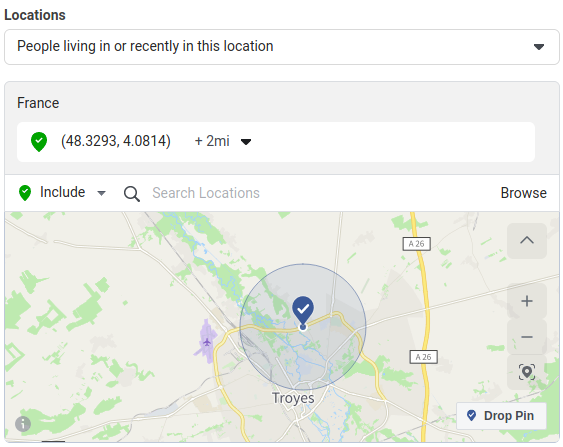 Locations
People living in or recently in this location
France
(48.3293, 4.0814) + 2mi
Include Search Locations Browse
A 26
A 26
Troyes
Drop Pin